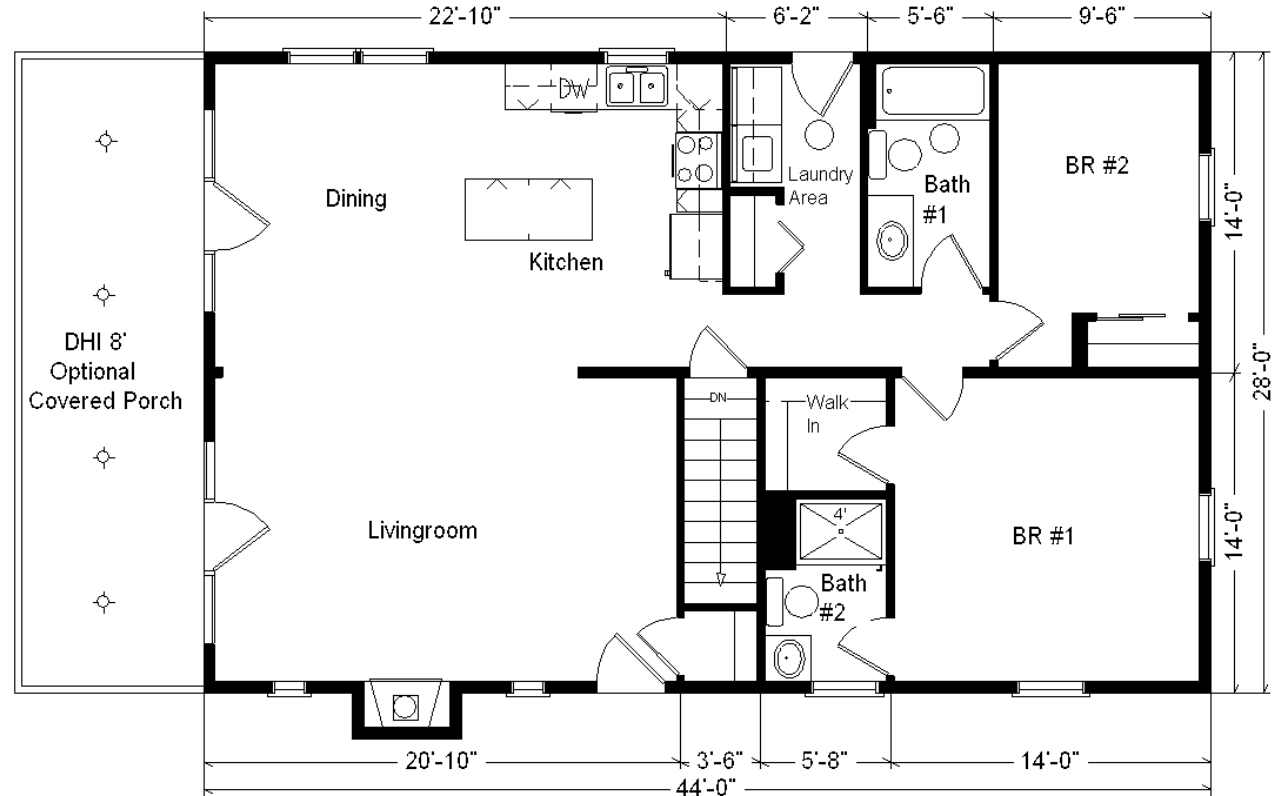 22'-10"
6'-2"
5'-6"
9'-6"
DW
Dining
Kitchen
Laundry
Area
Bath
#1
BR #2
14'-0"
28'-0"
DHI 8'
Optional
Covered Porch
DN
Walk
In
Livingroom
4'
Bath
#2
BR #1
14'-0"
20'-10"
3'-6"
5'-8"
14'-0"
44'-0"